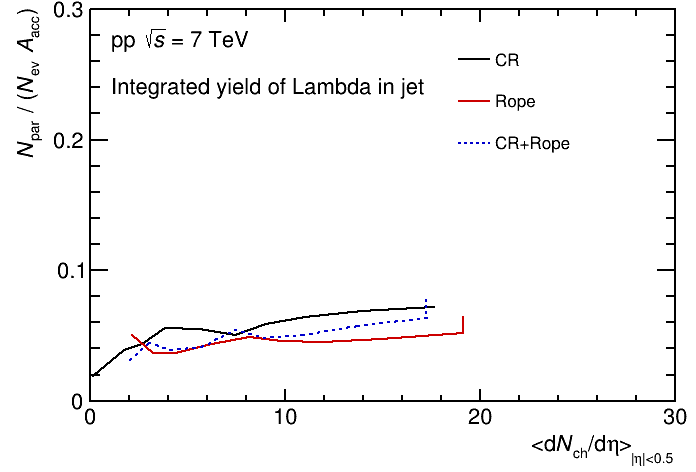 0.3
0.2
0.1
0
0
10
20
30
N_par / (N_ev A_acc)
pp √s = 7 TeV
Integrated yield of Lambda in jet
CR
Rope
CR+Rope
<dN_ch/dη>_|η|<0.5